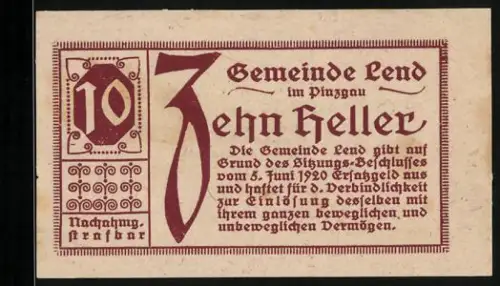 10
Gemeinde Lend
im Pinzgau
Zehn Heller
Die Gemeinde Lend gibt auf
Grund des Sitzungs-Beschlusses
vom 5. Juni 1920 Ersatzgeld aus
und haftet für d. Verbindlichkeit
zur Einlösung desselben mit
ihrem ganzen beweglichen und
unbeweglichen Vermögen.
Nachahmg.
strafbar